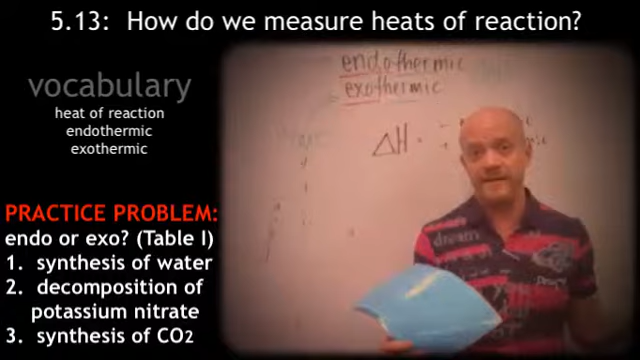 5.13: How do we measure heats of reaction?
vocabulary
heat of reaction
endothermic
exothermic
PRACTICE PROBLEM:
endo or exo? (Table I)
1. synthesis of water
2. decomposition of
potassium nitrate
3. synthesis of CO2
endothermic
exothermic
ΔH
dream